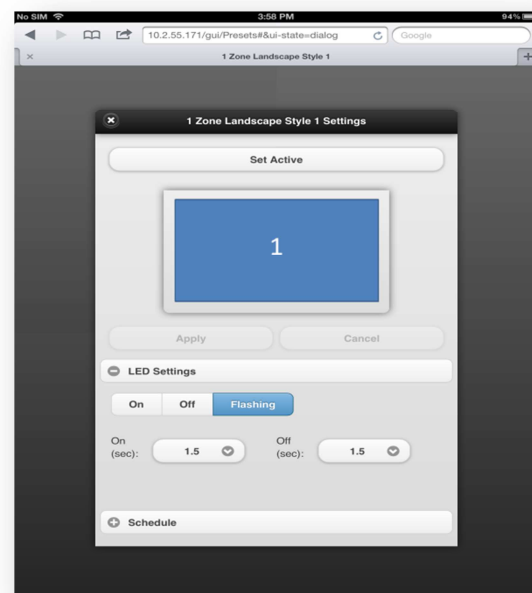 No SIM 3:58 PM 94%
10.2.55.171/gui/Presets#&ui-state=dialog Google
1 Zone Landscape Style 1
1 Zone Landscape Style 1 Settings
Set Active
1
Apply Cancel
LED Settings
On Off Flashing
On
(sec): 1.5 Off
(sec): 1.5
Schedule